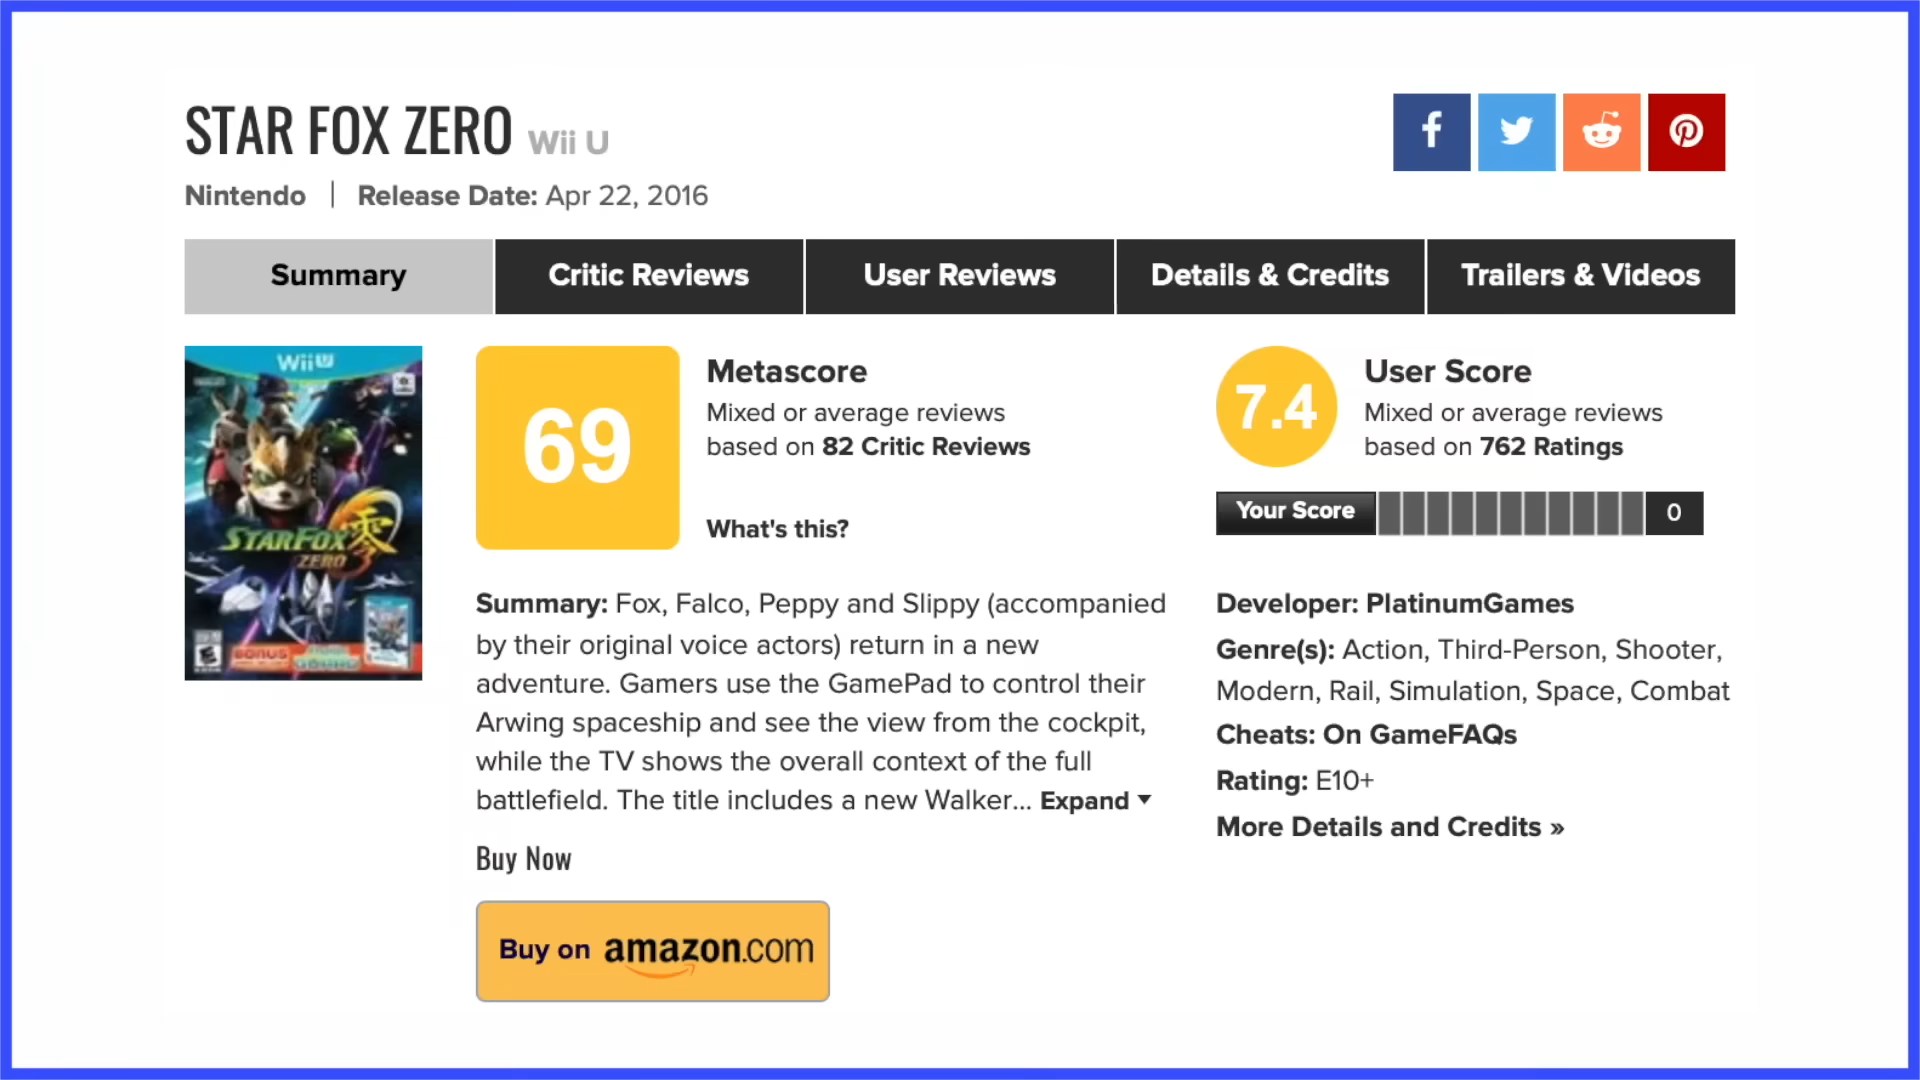 STAR FOX ZERO Wii U
Nintendo | Release Date: Apr 22, 2016
Summary
Critic Reviews
User Reviews
Details & Credits
Trailers & Videos
Wii U
STARFOX 零
ZERO
BONUS
69
Metascore
Mixed or average reviews
based on 82 Critic Reviews
What's this?
Summary: Fox, Falco, Peppy and Slippy (accompanied
by their original voice actors) return in a new
adventure. Gamers use the GamePad to control their
Arwing spaceship and see the view from the cockpit,
while the TV shows the overall context of the full
battlefield. The title includes a new Walker... Expand
Buy Now
Buy on amazon.com
7.4
User Score
Mixed or average reviews
based on 762 Ratings
Your Score 0
Developer: PlatinumGames
Genre(s): Action, Third-Person, Shooter,
Modern, Rail, Simulation, Space, Combat
Cheats: On GameFAQs
Rating: E10+
More Details and Credits »